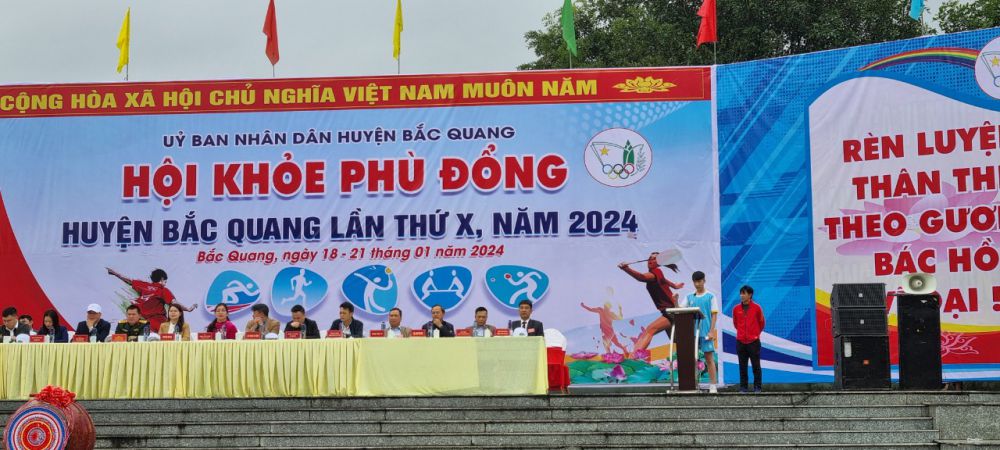 CỘNG HÒA XÃ HỘI CHỦ NGHĨA VIỆT NAM MUÔN NĂM
UỶ BAN NHÂN DÂN HUYỆN BẮC QUANG
HỘI KHỎE PHÙ ĐỔNG
HUYỆN BẮC QUANG LẦN THỨ X, NĂM 2024
Bắc Quang, ngày 18 - 21 tháng 01 năm 2024
RÈN LUYỆ
THÂN TH
THEO GƯƠ
BÁC HỒ
ĐẠI !